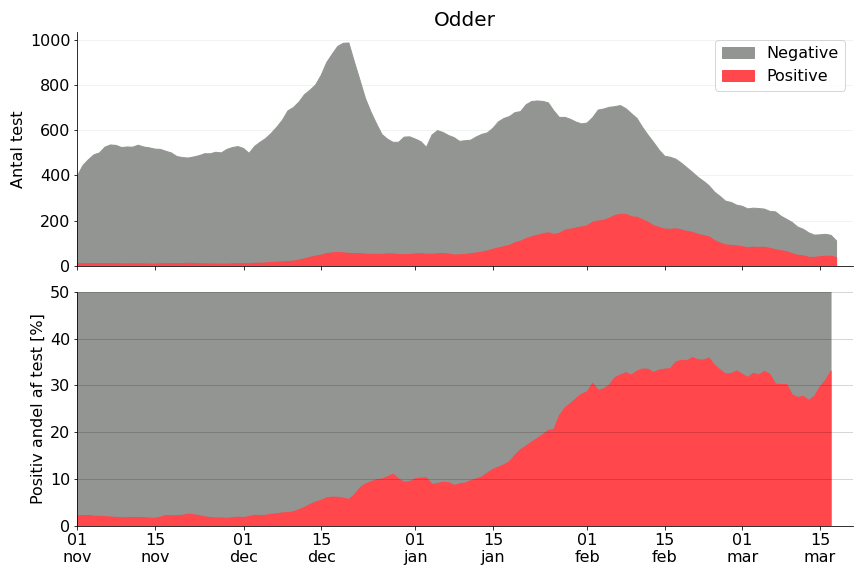 Odder
Negative
Positive
Antal test
1000
800
600
400
200
0
Positiv andel af test [%]
50
40
30
20
10
0
01 15 01 15 01 15 01 15 01 15
nov nov dec dec jan jan feb feb mar mar